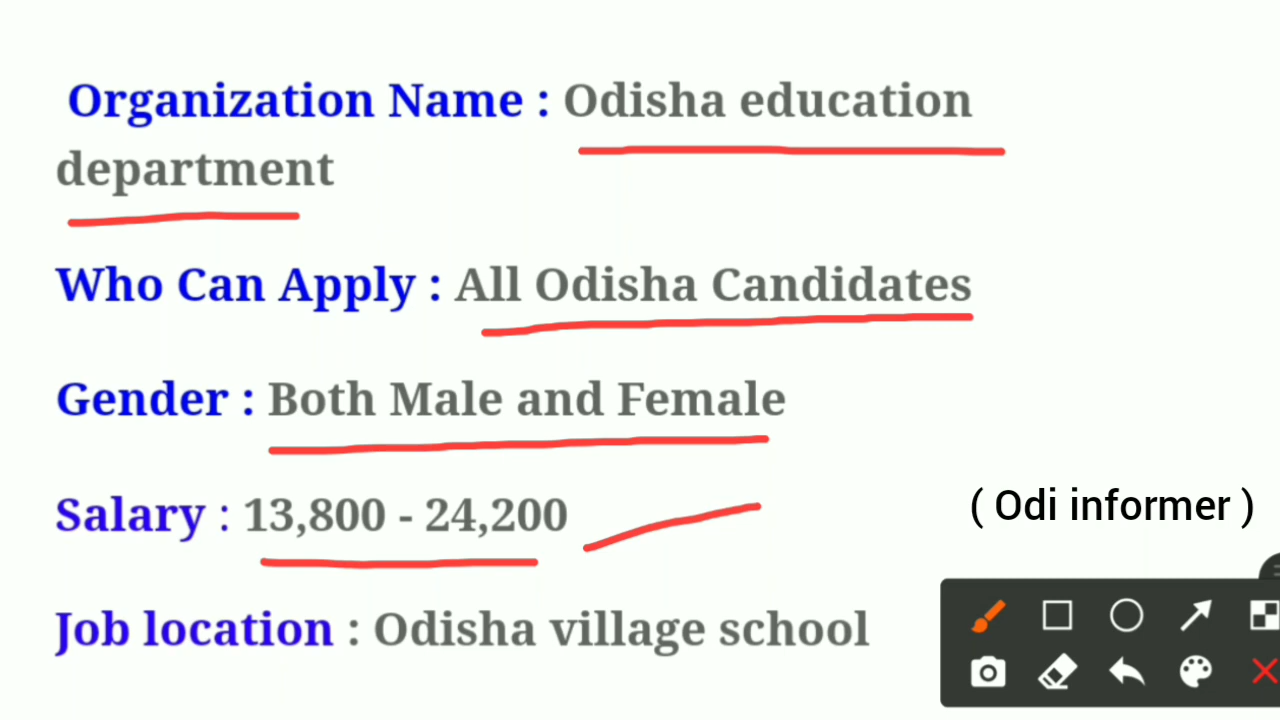 Organization Name : Odisha education
department
Who Can Apply : All Odisha Candidates
Gender : Both Male and Female
Salary : 13,800 - 24,200
( Odi informer )
Job location : Odisha village school